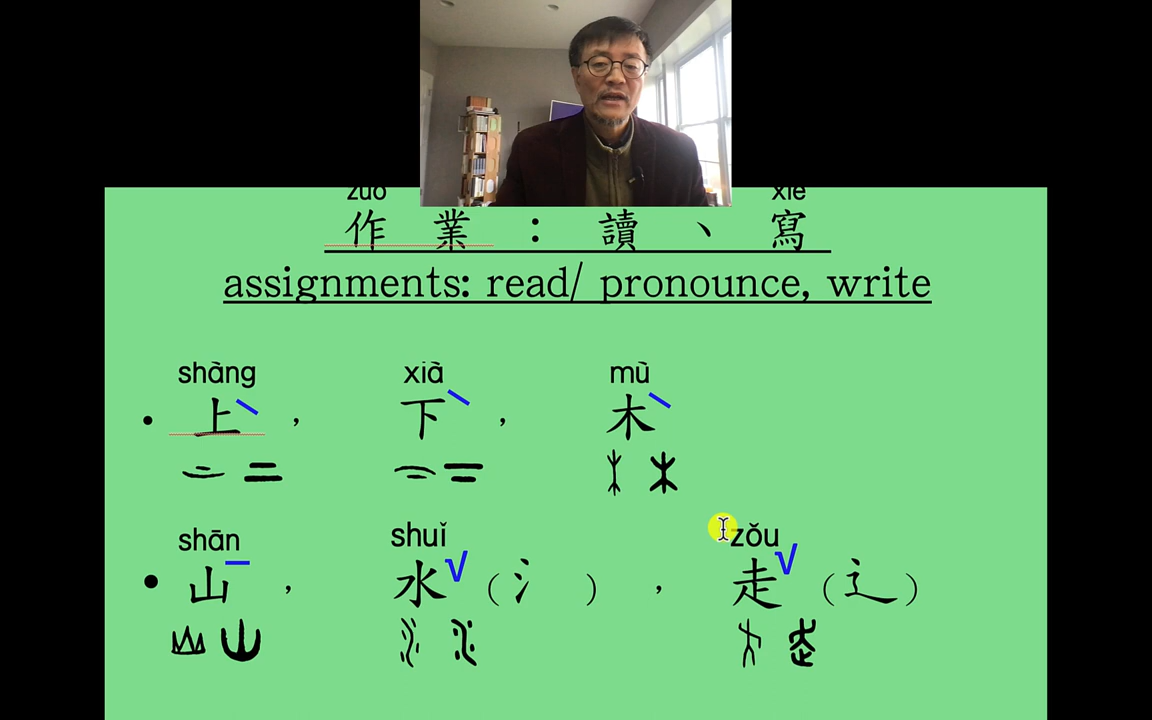 zuò xiě
作 業 ： 讀 、 寫
assignments: read/ pronounce, write
shàng xià mù
• 上 ， 下 ， 木
shān shuǐ zǒu
• 山 ， 水 （氵 ） ， 走 （辶）